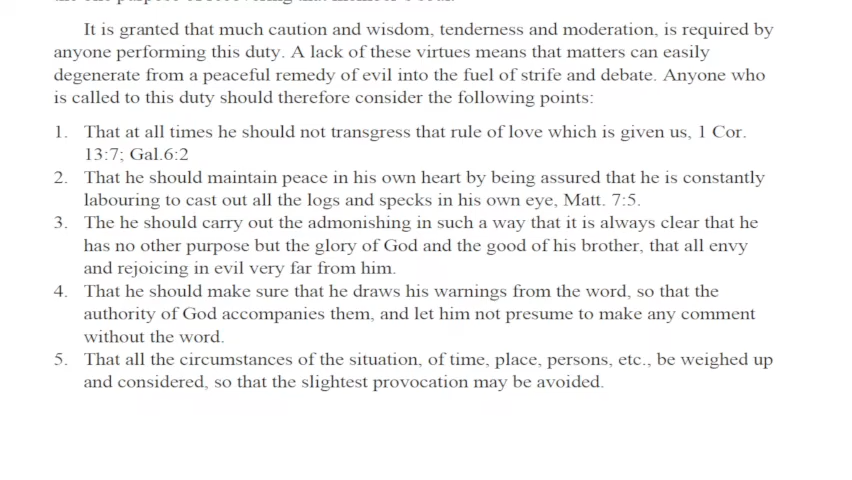 It is granted that much caution and wisdom, tenderness and moderation, is required by
anyone performing this duty. A lack of these virtues means that matters can easily
degenerate from a peaceful remedy of evil into the fuel of strife and debate. Anyone who
is called to this duty should therefore consider the following points:
1. That at all times he should not transgress that rule of love which is given us, 1 Cor.
13:7; Gal.6:2
2. That he should maintain peace in his own heart by being assured that he is constantly
labouring to cast out all the logs and specks in his own eye, Matt. 7:5.
3. The he should carry out the admonishing in such a way that it is always clear that he
has no other purpose but the glory of God and the good of his brother, that all envy
and rejoicing in evil very far from him.
4. That he should make sure that he draws his warnings from the word, so that the
authority of God accompanies them, and let him not presume to make any comment
without the word.
5. That all the circumstances of the situation, of time, place, persons, etc., be weighed up
and considered, so that the slightest provocation may be avoided.